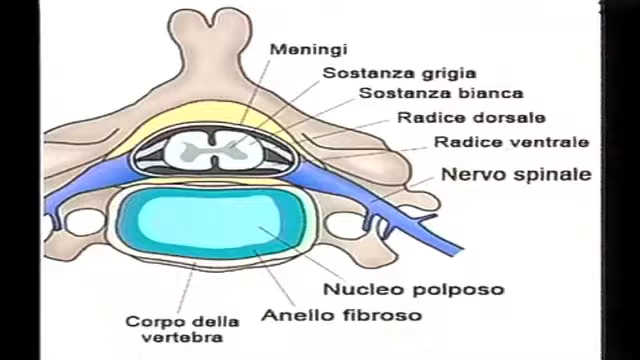 Meningi
Sostanza grigia
Sostanza bianca
Radice dorsale
Radice ventrale
Nervo spinale
Nucleo polposo
Anello fibroso
Corpo della
vertebra